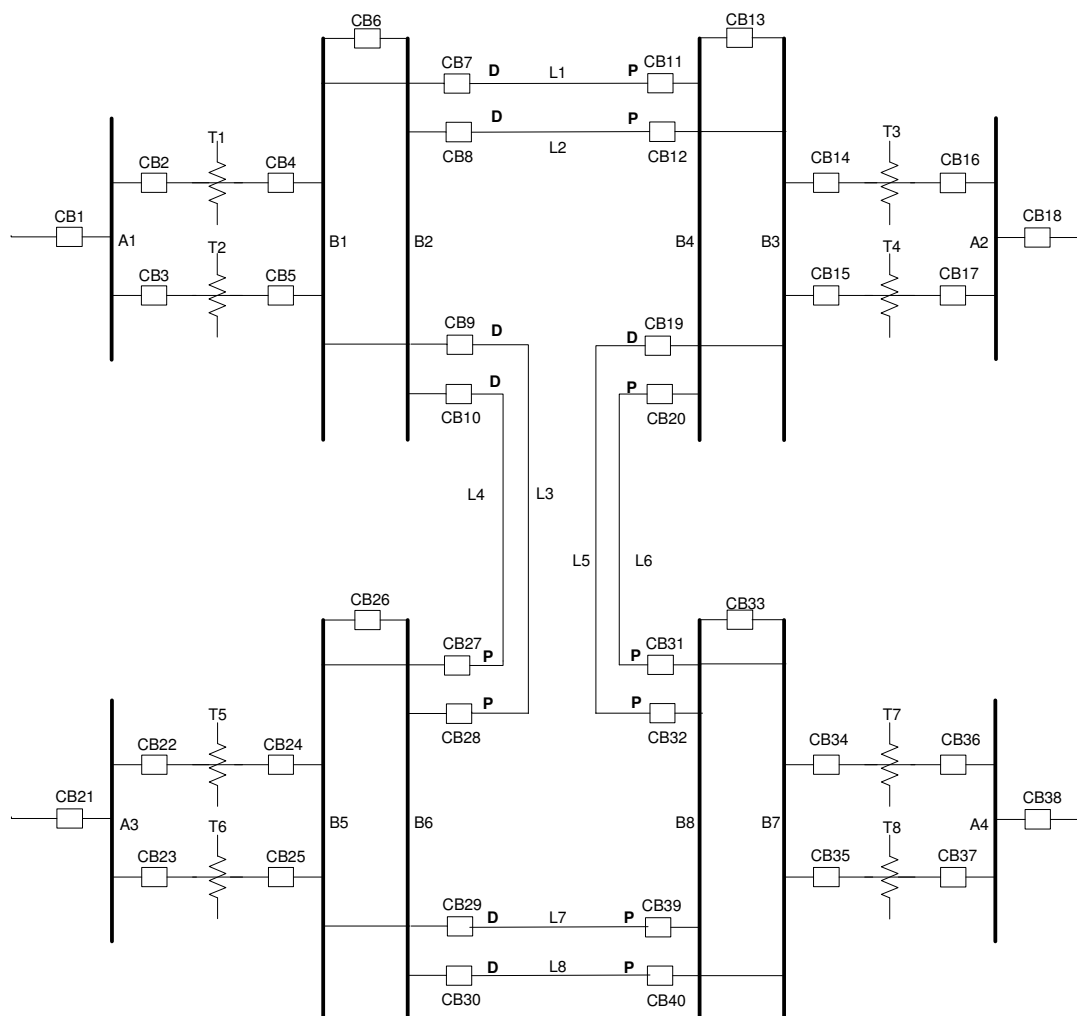 CB6
CB13
CB7 D L1 P CB11
D P
CB8 L2 CB12
T1 T3
CB2 CB4 CB14 CB16
CB1 CB18
A1 B1 B2 B4 B3 A2
T2 T4
CB3 CB5 CB15 CB17
CB9 D D CB19
D P
CB10 CB20
L4 L3
L5 L6
CB26 CB33
CB27 P P CB31
P P
CB28 CB32
T5 T7
CB22 CB24 CB34 CB36
CB21 CB38
A3 B5 B6 B8 B7 A4
T6 T8
CB23 CB25 CB35 CB37
CB29 D L7 P CB39
D L8 P
CB30 CB40